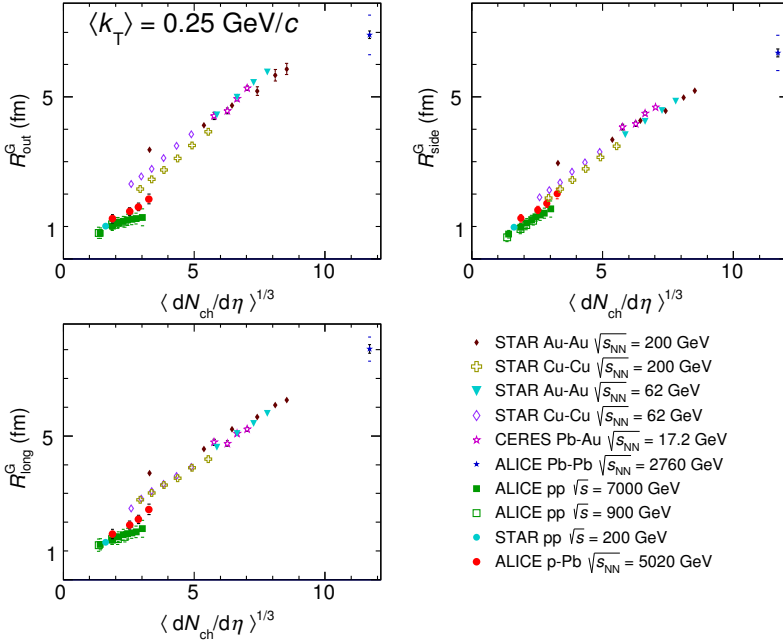 ⟨k_T⟩ = 0.25 GeV/c
R^G_out (fm)
5
1
0 5 10
⟨ dN_ch/dη ⟩^1/3
R^G_side (fm)
5
1
0 5 10
⟨ dN_ch/dη ⟩^1/3
R^G_long (fm)
5
1
0 5 10
⟨ dN_ch/dη ⟩^1/3
STAR Au-Au √s_NN = 200 GeV
STAR Cu-Cu √s_NN = 200 GeV
STAR Au-Au √s_NN = 62 GeV
STAR Cu-Cu √s_NN = 62 GeV
CERES Pb-Au √s_NN = 17.2 GeV
ALICE Pb-Pb √s_NN = 2760 GeV
ALICE pp √s = 7000 GeV
ALICE pp √s = 900 GeV
STAR pp √s = 200 GeV
ALICE p-Pb √s_NN = 5020 GeV